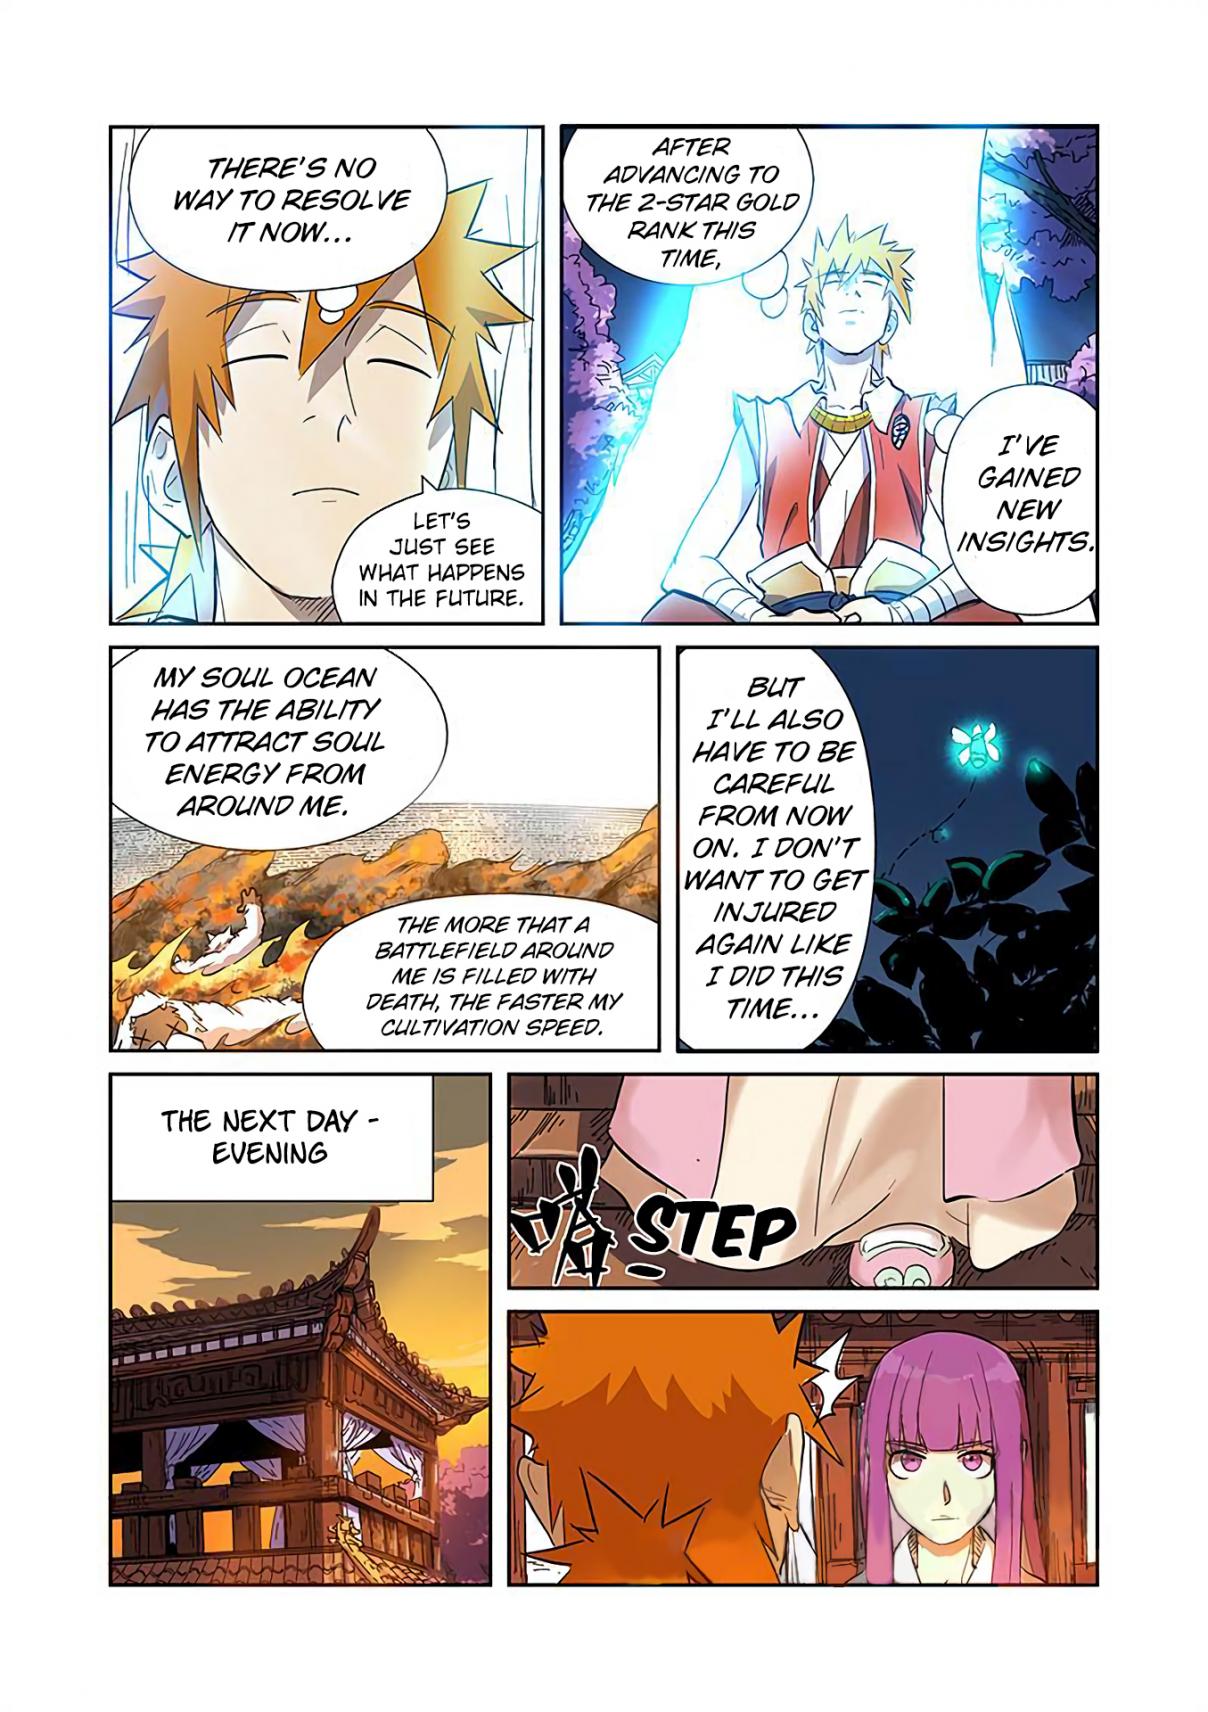 THERE'S NO
WAY TO RESOLVE
IT NOW...
LET'S
JUST SEE
WHAT HAPPENS
IN THE FUTURE.
AFTER
ADVANCING TO
THE 2-STAR GOLD
RANK THIS
TIME,
I'VE
GAINED
NEW
INSIGHTS.
MY SOUL OCEAN
HAS THE ABILITY
TO ATTRACT SOUL
ENERGY FROM
AROUND ME.
THE MORE THAT A
BATTLEFIELD AROUND
ME IS FILLED WITH
DEATH, THE FASTER MY
CULTIVATION SPEED.
BUT
I'LL ALSO
HAVE TO BE
CAREFUL
FROM NOW
ON. I DON'T
WANT TO GET
INJURED
AGAIN LIKE
I DID THIS
TIME...
THE NEXT DAY -
EVENING
嗒 STEP